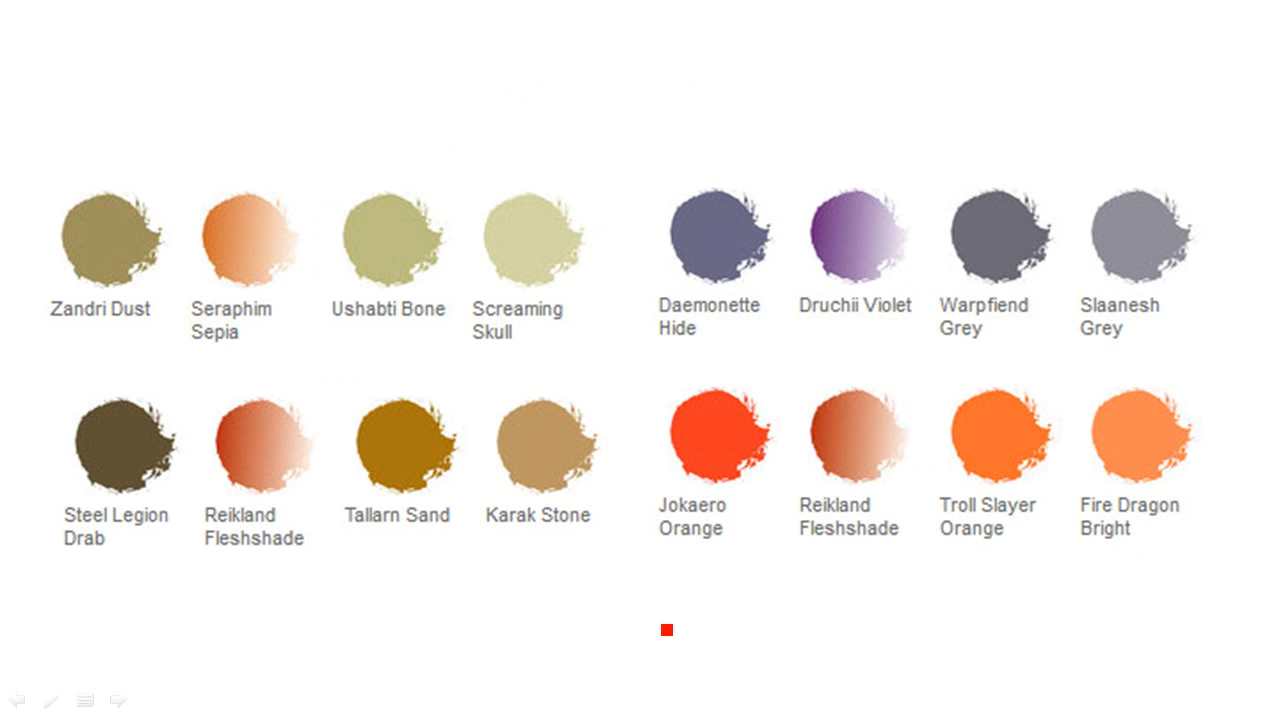 Zandri Dust
Seraphim
Sepia
Ushabti Bone
Screaming
Skull
Daemonette
Hide
Druchii Violet
Warpfiend
Grey
Slaanesh
Grey
Steel Legion
Drab
Reikland
Fleshshade
Tallarn Sand
Karak Stone
Jokaero
Orange
Reikland
Fleshshade
Troll Slayer
Orange
Fire Dragon
Bright